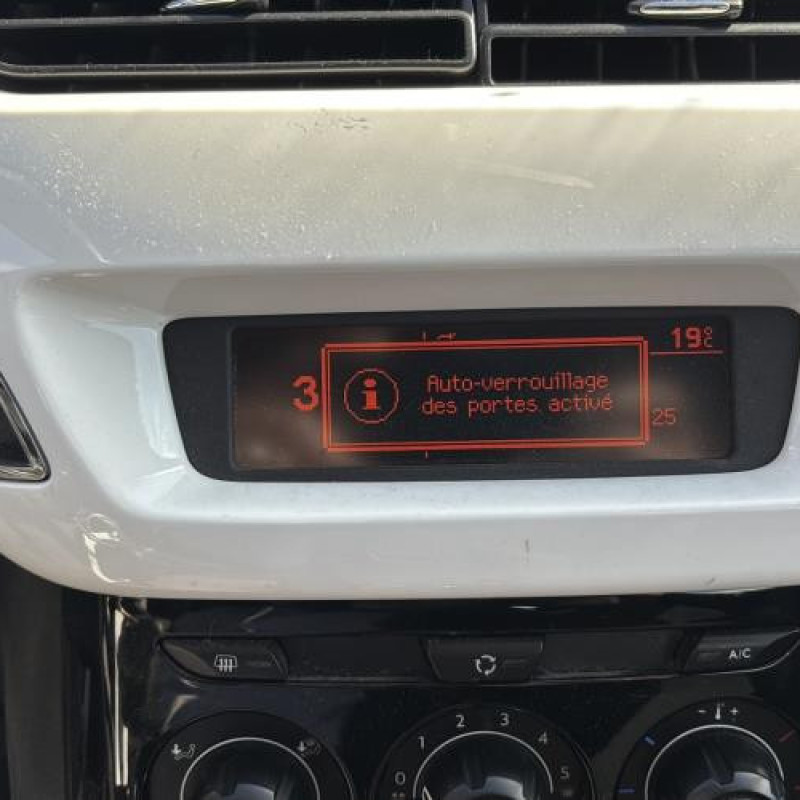 19°C
3
i
Auto-verrouillage
des portes activé
25
A/C
0 1 2 3 4 5
- +